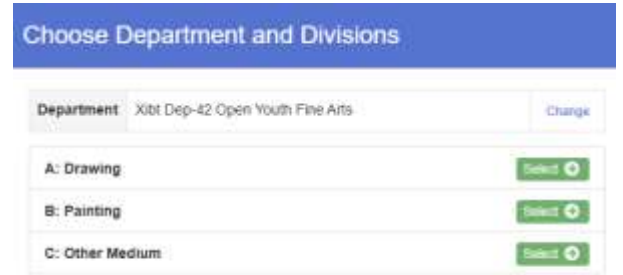 Choose Department and Divisions
Department Xibt Dep-42 Open Youth Fine Arts Change
A: Drawing Select
B: Painting Select
C: Other Medium Select